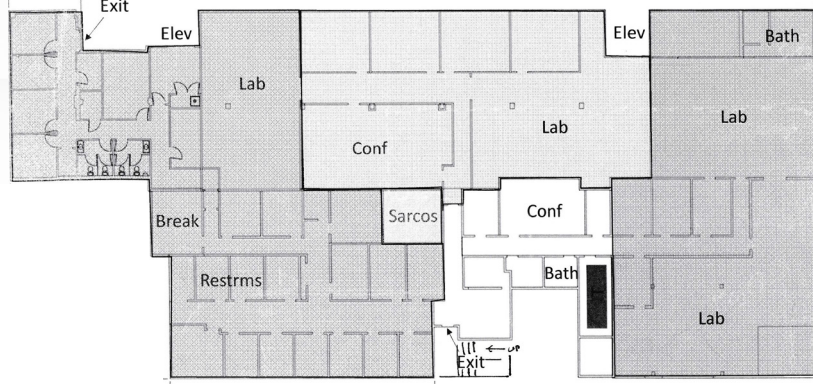 Exit
Elev
Elev
Bath
Lab
Lab
Lab
Conf
Break
Sarcos
Conf
Restrms
Bath
Lab
← UP
Exit